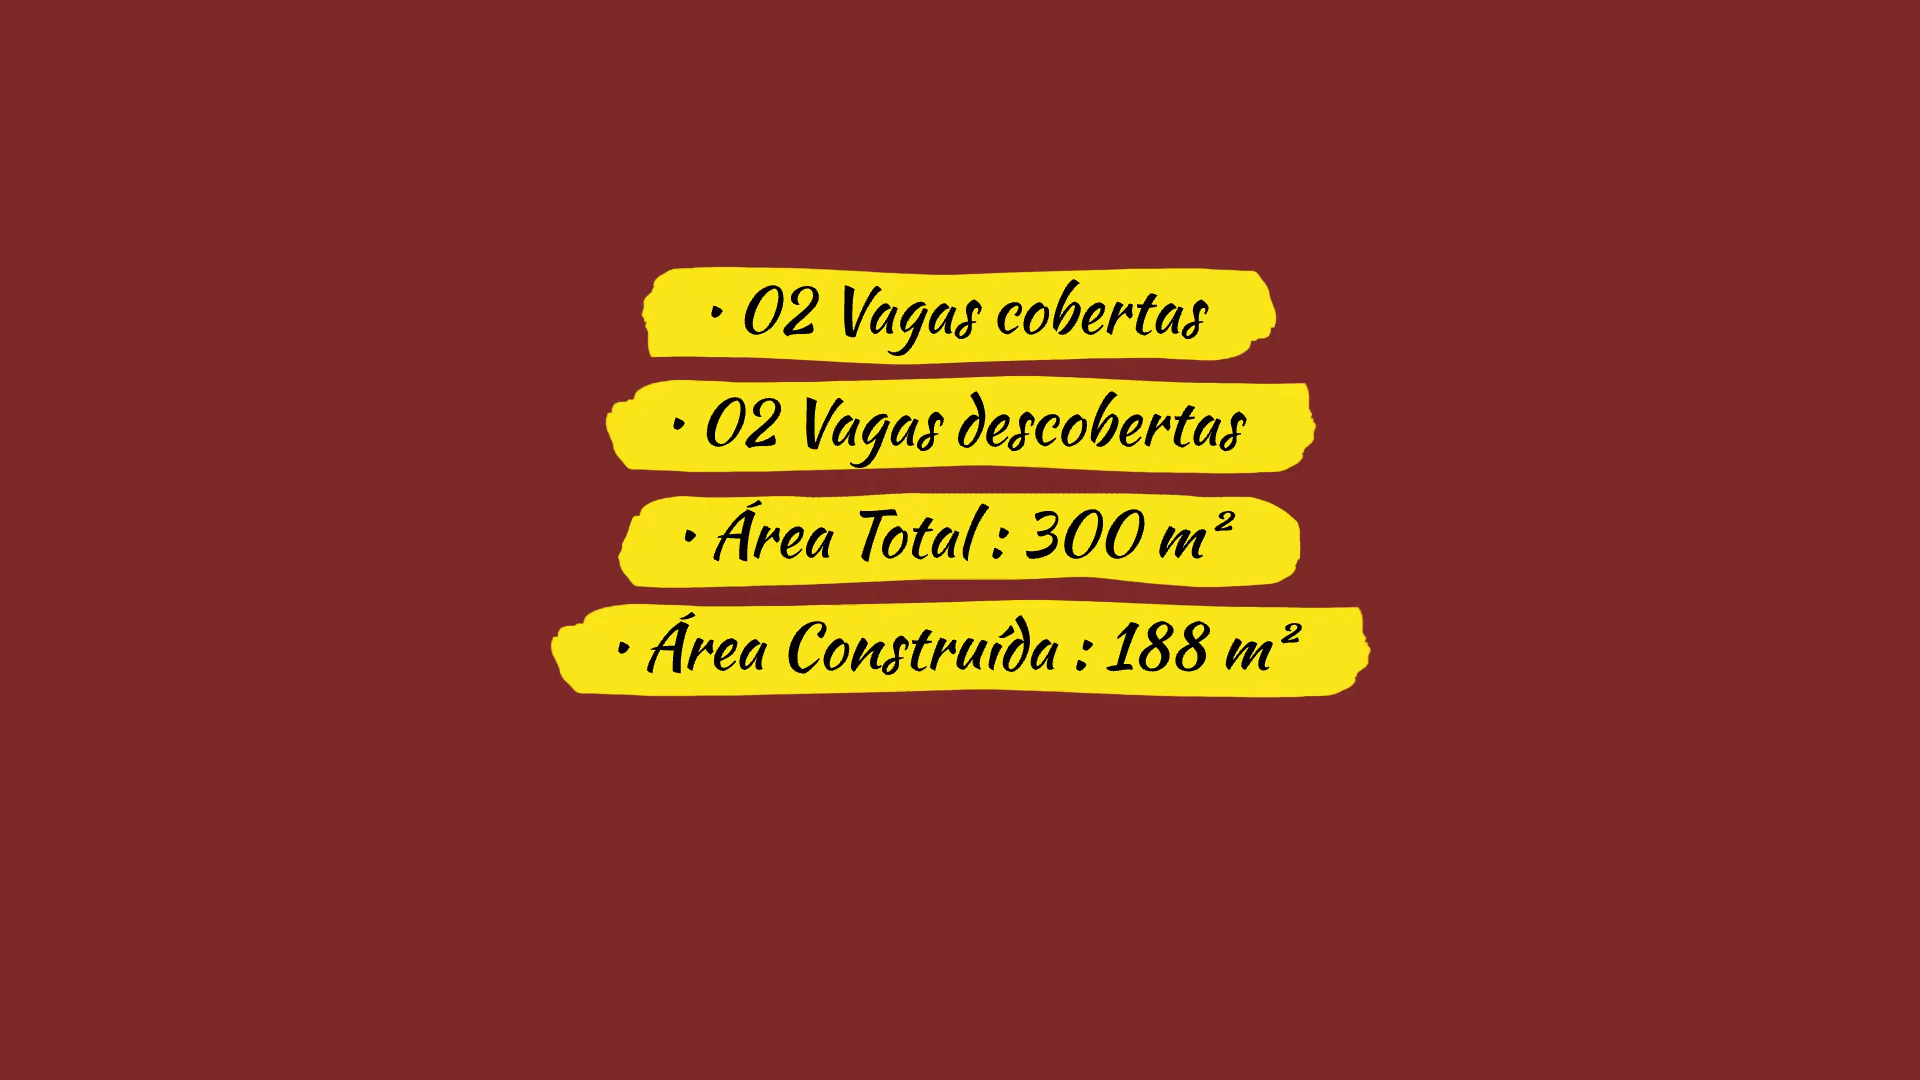 • 02 Vagas cobertas
• 02 Vagas descobertas
• Área Total : 300 m²
• Área Construída : 188 m²